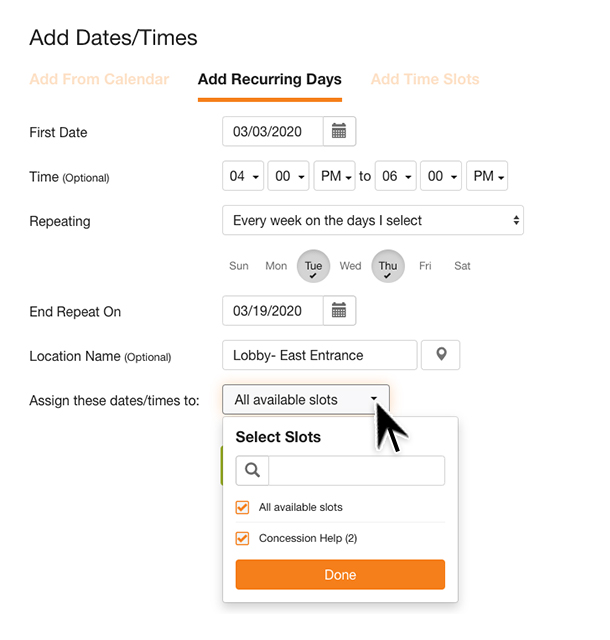 Add Dates/Times
Add From Calendar Add Recurring Days Add Time Slots
First Date 03/03/2020
Time (Optional) 04 00 PM to 06 00 PM
Repeating Every week on the days I select
Sun Mon Tue Wed Thu Fri Sat
End Repeat On 03/19/2020
Location Name (Optional) Lobby- East Entrance
Assign these dates/times to: All available slots
Select Slots
All available slots
Concession Help (2)
Done